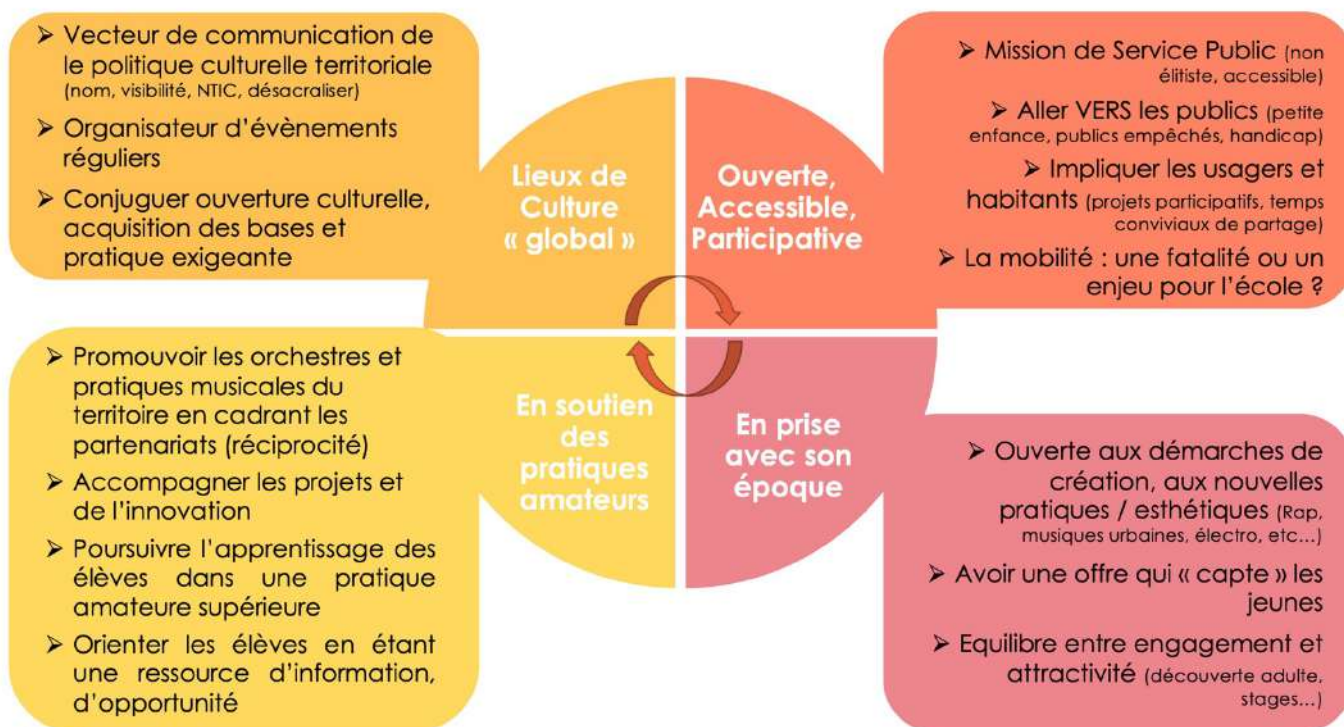 ➢ Vecteur de communication de
le politique culturelle territoriale
(nom, visibilité, NTIC, désacraliser)
➢ Organisateur d'évènements
réguliers
➢ Conjuguer ouverture culturelle,
acquisition des bases et
pratique exigeante
Lieux de
Culture
« global »
Ouverte,
Accessible,
Participative
➢ Mission de Service Public (non
élitiste, accessible)
➢ Aller VERS les publics (petite
enfance, publics empêchés, handicap)
➢ Impliquer les usagers et
habitants (projets participatifs, temps
conviviaux de partage)
➢ La mobilité : une fatalité ou un
enjeu pour l'école ?
➢ Promouvoir les orchestres et
pratiques musicales du
territoire en cadrant les
partenariats (réciprocité)
➢ Accompagner les projets et
de l'innovation
➢ Poursuivre l'apprentissage des
élèves dans une pratique
amateure supérieure
➢ Orienter les élèves en étant
une ressource d'information,
d'opportunité
En soutien
des
pratiques
amateurs
En prise
avec son
époque
➢ Ouverte aux démarches de
création, aux nouvelles
pratiques / esthétiques (Rap,
musiques urbaines, électro, etc...)
➢ Avoir une offre qui « capte » les
jeunes
➢ Equilibre entre engagement et
attractivité (découverte adulte,
stages...)